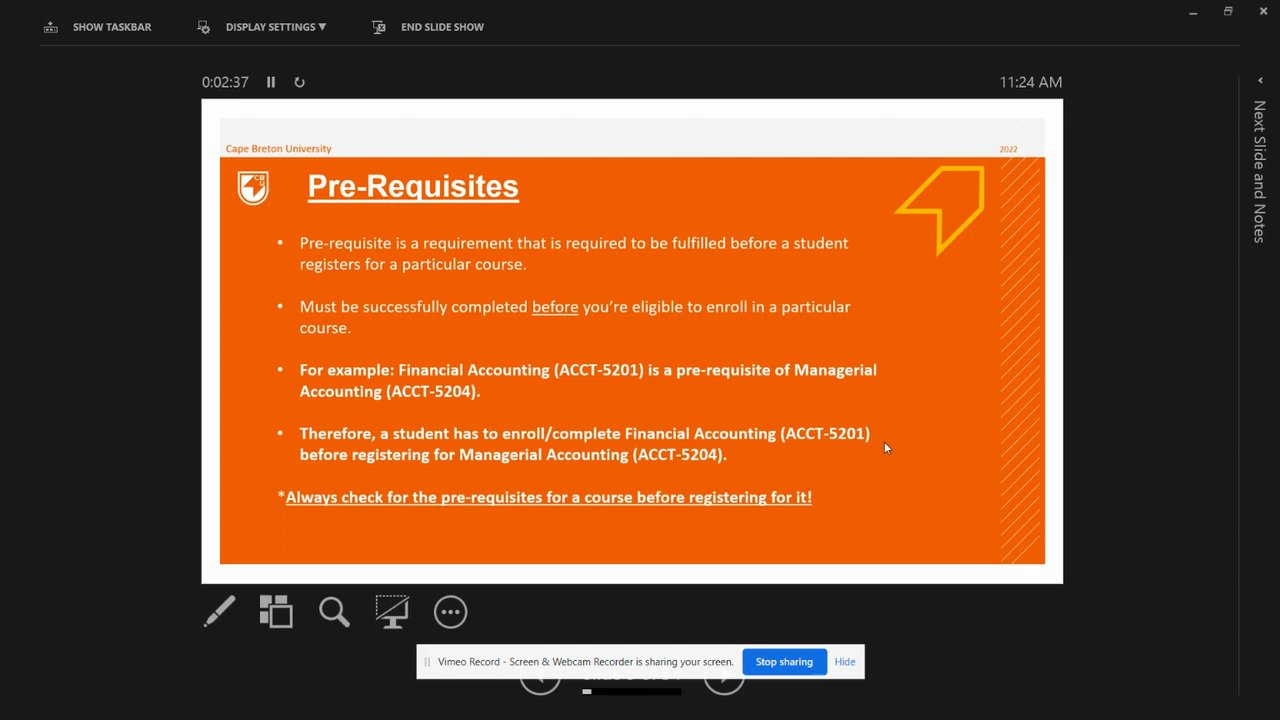 SHOW TASKBAR DISPLAY SETTINGS ▼ END SLIDE SHOW
0:02:37 11:24 AM
Cape Breton University 2022
CBU
Pre-Requisites
• Pre-requisite is a requirement that is required to be fulfilled before a student
registers for a particular course.
• Must be successfully completed before you're eligible to enroll in a particular
course.
• For example: Financial Accounting (ACCT-5201) is a pre-requisite of Managerial
Accounting (ACCT-5204).
• Therefore, a student has to enroll/complete Financial Accounting (ACCT-5201)
before registering for Managerial Accounting (ACCT-5204).
*Always check for the pre-requisites for a course before registering for it!
Next Slide and Notes
Vimeo Record - Screen & Webcam Recorder is sharing your screen. Stop sharing Hide